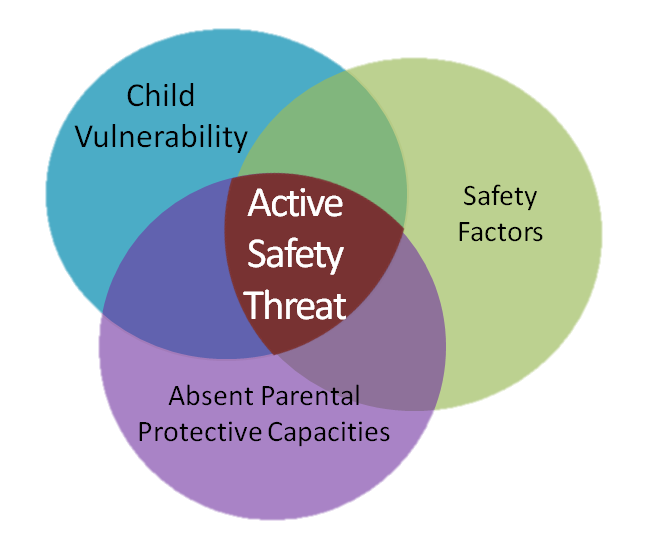 Child
Vulnerability
Safety
Factors
Active
Safety
Threat
Absent Parental
Protective Capacities